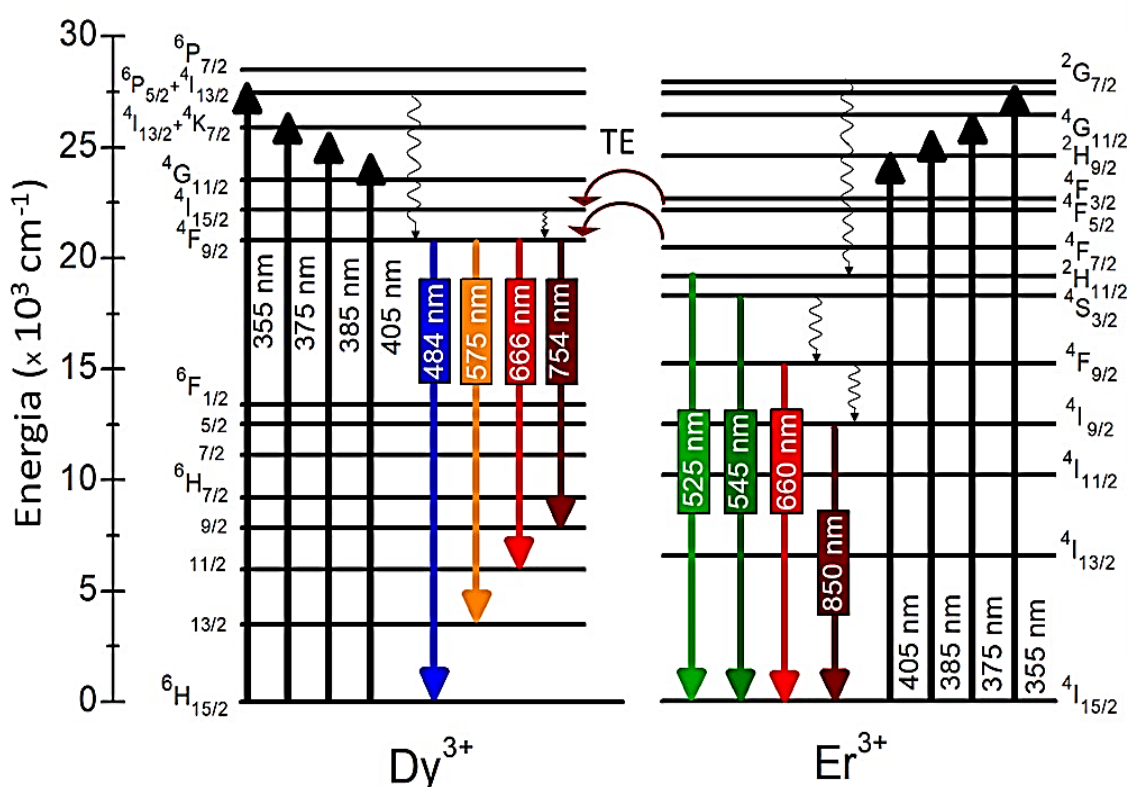 Energia (x 10³ cm⁻¹)
30
25
20
15
10
5
0
⁶P₇/₂
⁶P₅/₂+⁴I₁₃/₂
⁴I₁₃/₂+⁴K₇/₂
⁴G₁₁/₂
⁴I₁₅/₂
⁴F₉/₂
⁶F₁/₂
5/2
7/2
⁶H₇/₂
9/2
11/2
13/2
⁶H₁₅/₂
355 nm
375 nm
385 nm
405 nm
484 nm
575 nm
666 nm
754 nm
Dy³⁺
TE
525 nm
545 nm
660 nm
850 nm
405 nm
385 nm
375 nm
355 nm
²G₇/₂
⁴G₁₁/₂
²H₉/₂
⁴F₃/₂
⁴F₅/₂
⁴F₇/₂
²H₁₁/₂
⁴S₃/₂
⁴F₉/₂
⁴I₉/₂
⁴I₁₁/₂
⁴I₁₃/₂
⁴I₁₅/₂
Er³⁺